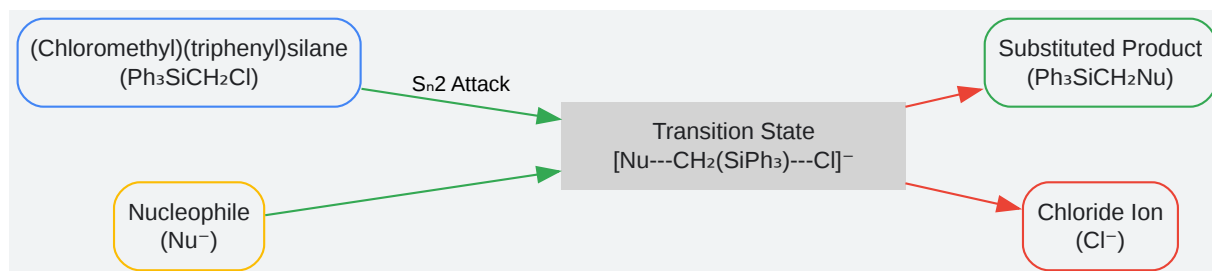 (Chloromethyl)(triphenyl)silane
(Ph₃SiCH₂Cl)
Sₙ2 Attack
Nucleophile
(Nu⁻)
Transition State
[Nu---CH₂(SiPh₃)---Cl]⁻
Substituted Product
(Ph₃SiCH₂Nu)
Chloride Ion
(Cl⁻)